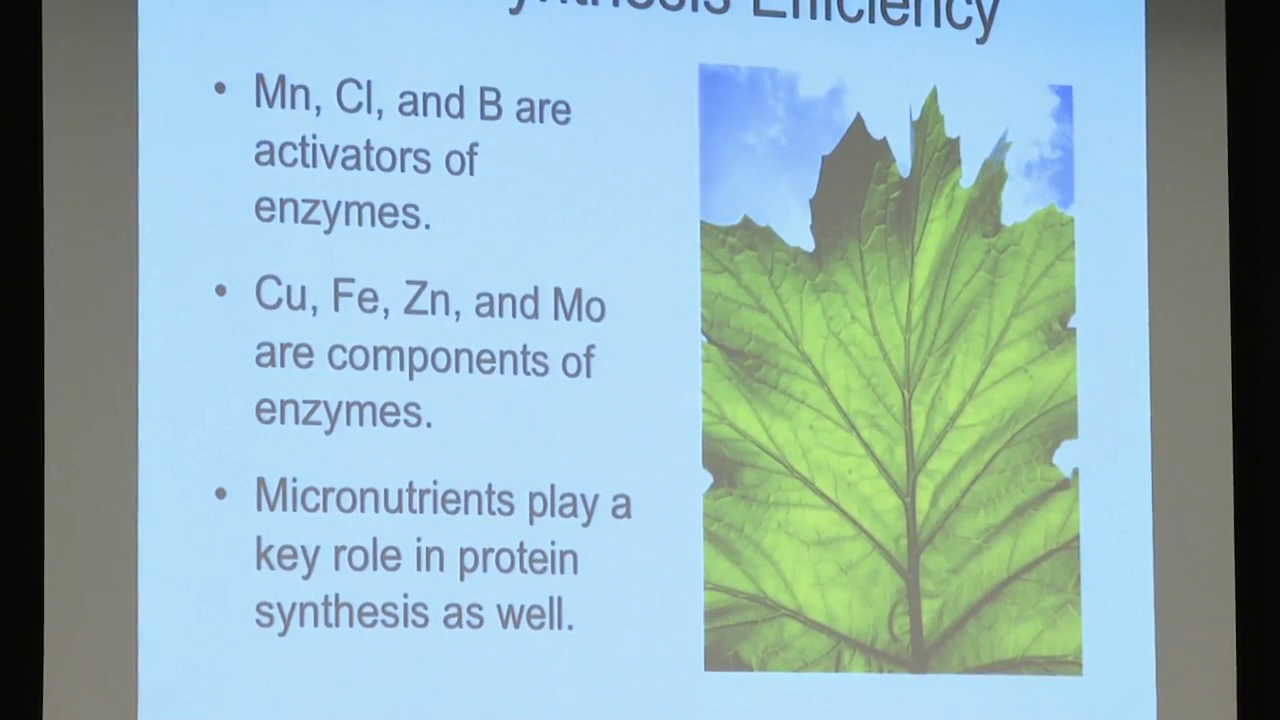 Efficiency
• Mn, Cl, and B are
activators of
enzymes.
• Cu, Fe, Zn, and Mo
are components of
enzymes.
• Micronutrients play a
key role in protein
synthesis as well.